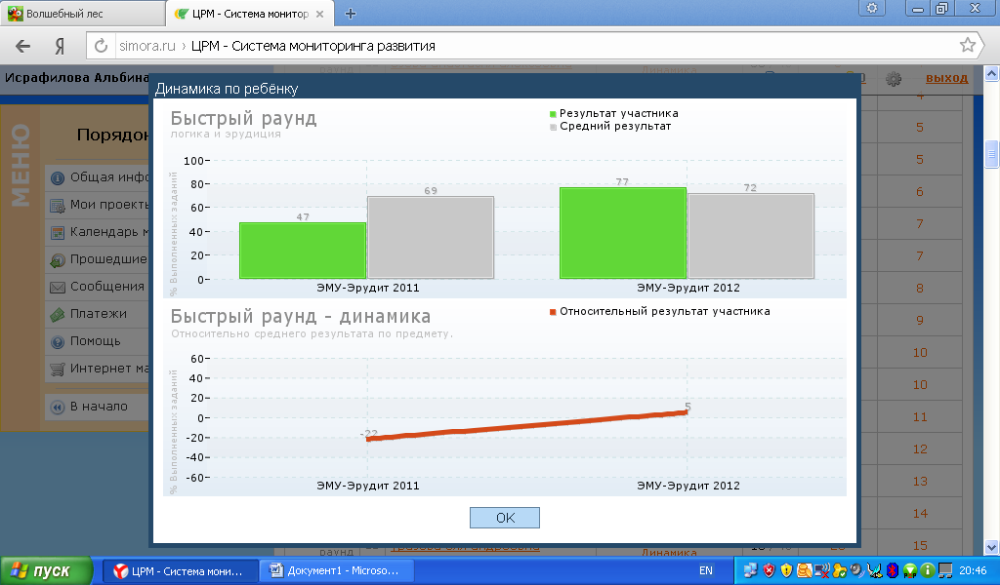 Волшебный лес
ЦРМ - Система монитор
simora.ru › ЦРМ - Система мониторинга развития
Исрафилова Альбина
выход
МЕНЮ
Порядок
Общая инфо
Мои проекть
Календарь м
Прошедшие
Сообщения
Платежи
Помощь
Интернет ма
В начало
Динамика по ребёнку
Быстрый раунд
логика и эрудиция
Результат участника
Средний результат
% Выполненных заданий
100
80
60
40
20
0
47
69
77
72
ЭМУ-Эрудит 2011
ЭМУ-Эрудит 2012
Быстрый раунд - динамика
Относительно среднего результата по предмету.
Относительный результат участника
% Выполненных заданий
60
40
20
0
-20
-40
-60
-22
5
ЭМУ-Эрудит 2011
ЭМУ-Эрудит 2012
OK
4
5
5
6
7
7
8
9
10
10
11
12
13
14
15
раунд
Динамика
пуск
ЦРМ - Система мони...
Документ1 - Microso...
EN
20:46